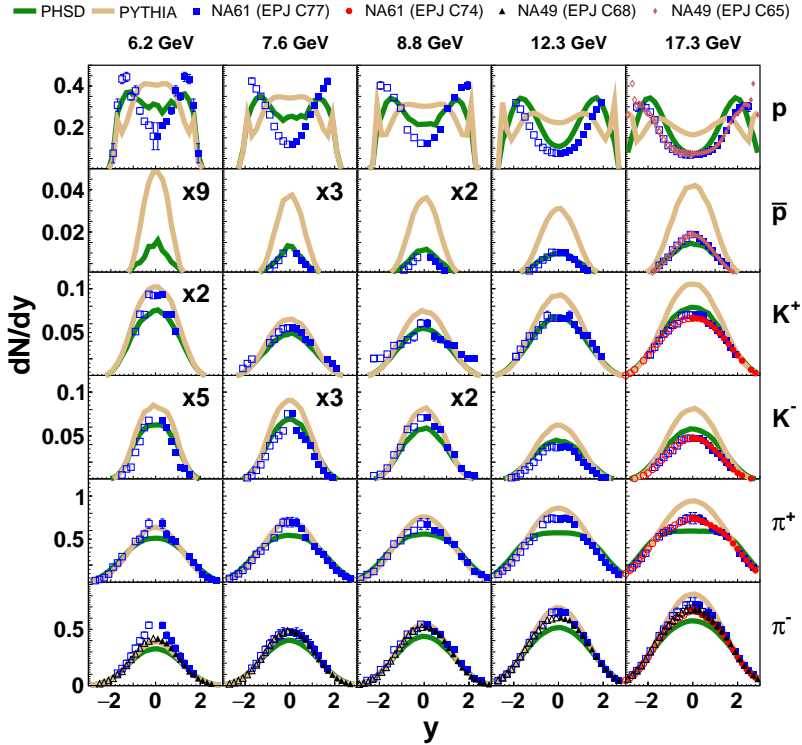 PHSD PYTHIA NA61 (EPJ C77) NA61 (EPJ C74) NA49 (EPJ C68) NA49 (EPJ C65)
6.2 GeV 7.6 GeV 8.8 GeV 12.3 GeV 17.3 GeV
0.4
0.2
p
0.04
0.02
x9 x3 x2
p̅
0.1
0.05
x2
K⁺
0.1
0.05
x5 x3 x2
K⁻
1
0.5
π⁺
0.5
0
π⁻
−2 0 2 −2 0 2 −2 0 2 −2 0 2 −2 0 2
dN/dy
y